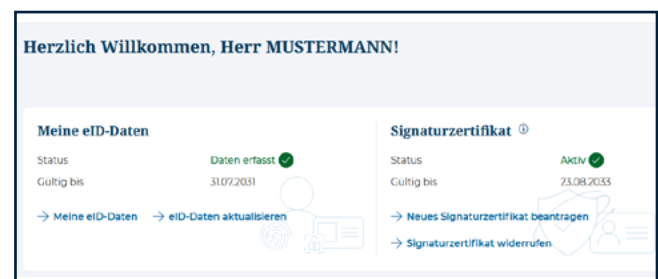 Herzlich Willkommen, Herr MUSTERMANN!
Meine eID-Daten
Status Daten erfasst
Gültig bis 31.07.2031
→ Meine eID-Daten → eID-Daten aktualisieren
Signaturzertifikat
Status Aktiv
Gültig bis 23.08.2033
→ Neues Signaturzertifikat beantragen
→ Signaturzertifikat widerrufen